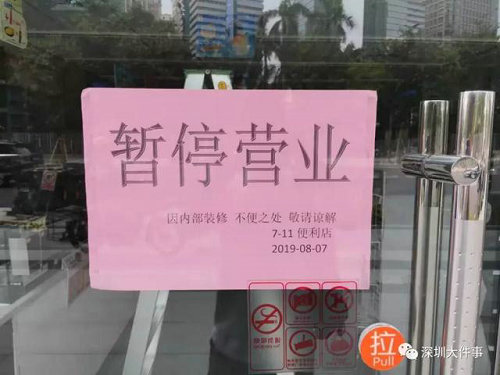 暂停营业
因内部装修 不便之处 敬请谅解
7-11 便利店
2019-08-07
拉
Pull
深圳大件事